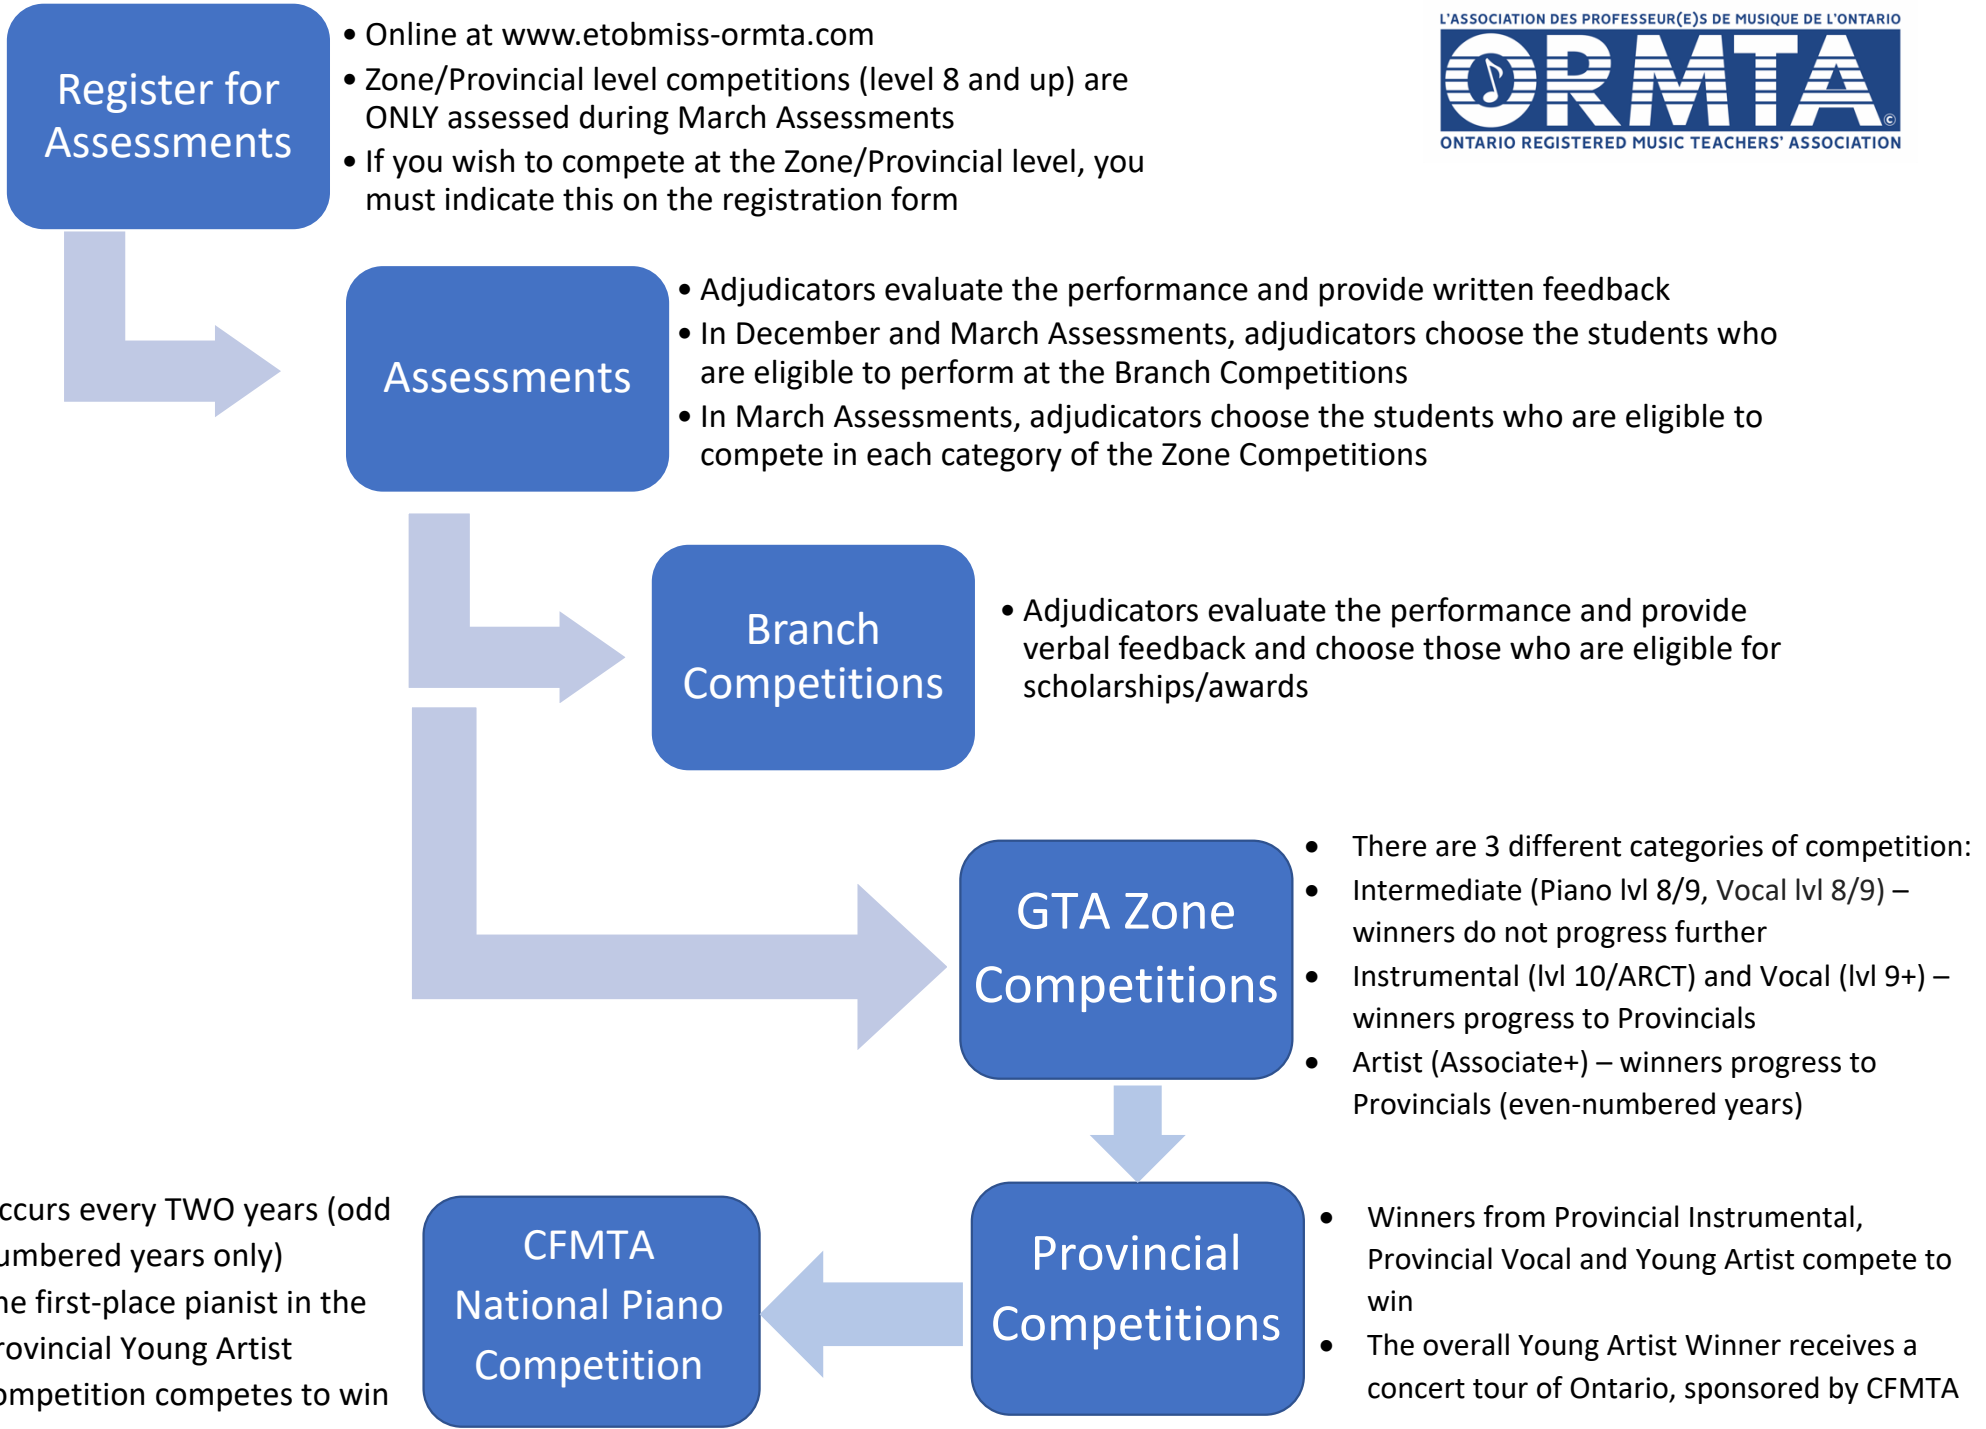 L'ASSOCIATION DES PROFESSEUR(E)S DE MUSIQUE DE L'ONTARIO
ORMTA
©
ONTARIO REGISTERED MUSIC TEACHERS' ASSOCIATION
Register for
Assessments
• Online at www.etobmiss-ormta.com
• Zone/Provincial level competitions (level 8 and up) are
ONLY assessed during March Assessments
• If you wish to compete at the Zone/Provincial level, you
must indicate this on the registration form
Assessments
• Adjudicators evaluate the performance and provide written feedback
• In December and March Assessments, adjudicators choose the students who
are eligible to perform at the Branch Competitions
• In March Assessments, adjudicators choose the students who are eligible to
compete in each category of the Zone Competitions
Branch
Competitions
• Adjudicators evaluate the performance and provide
verbal feedback and choose those who are eligible for
scholarships/awards
GTA Zone
Competitions
• There are 3 different categories of competition:
• Intermediate (Piano lvl 8/9, Vocal lvl 8/9) –
winners do not progress further
• Instrumental (lvl 10/ARCT) and Vocal (lvl 9+) –
winners progress to Provincials
• Artist (Associate+) – winners progress to
Provincials (even-numbered years)
Provincial
Competitions
• Winners from Provincial Instrumental,
Provincial Vocal and Young Artist compete to
win
• The overall Young Artist Winner receives a
concert tour of Ontario, sponsored by CFMTA
CFMTA
National Piano
Competition
ccurs every TWO years (odd
umbered years only)
he first-place pianist in the
rovincial Young Artist
ompetition competes to win